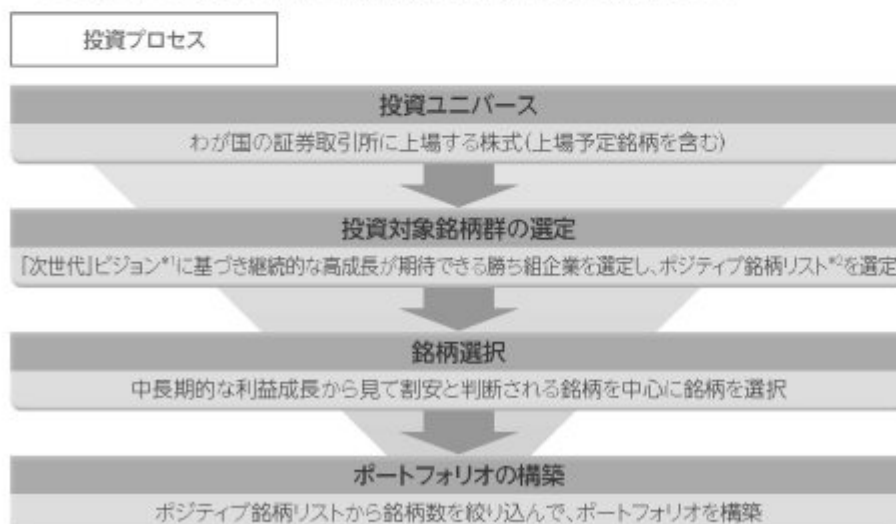 投資プロセス
投資ユニバース
わが国の証券取引所に上場する株式(上場予定銘柄を含む)
投資対象銘柄群の選定
『次世代』ビジョン*1に基づき継続的な高成長が期待できる勝ち組企業を選定し、ポジティブ銘柄リスト*2を選定
銘柄選択
中長期的な利益成長から見て割安と判断される銘柄を中心に銘柄を選択
ポートフォリオの構築
ポジティブ銘柄リストから銘柄数を絞り込んで、ポートフォリオを構築